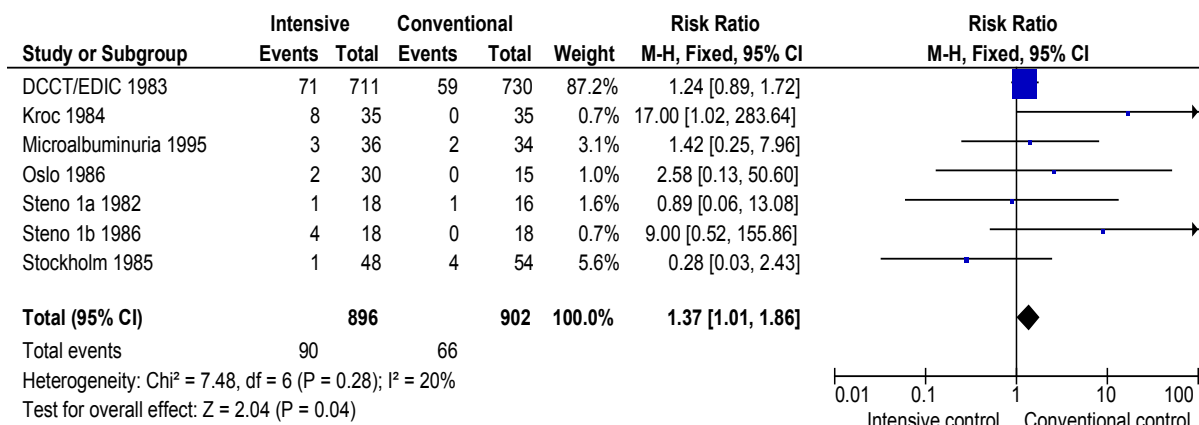 Intensive Conventional Risk Ratio Risk Ratio
Study or Subgroup Events Total Events Total Weight M-H, Fixed, 95% CI M-H, Fixed, 95% CI
DCCT/EDIC 1983 71 711 59 730 87.2% 1.24 [0.89, 1.72]
Kroc 1984 8 35 0 35 0.7% 17.00 [1.02, 283.64]
Microalbuminuria 1995 3 36 2 34 3.1% 1.42 [0.25, 7.96]
Oslo 1986 2 30 0 15 1.0% 2.58 [0.13, 50.60]
Steno 1a 1982 1 18 1 16 1.6% 0.89 [0.06, 13.08]
Steno 1b 1986 4 18 0 18 0.7% 9.00 [0.52, 155.86]
Stockholm 1985 1 48 4 54 5.6% 0.28 [0.03, 2.43]
Total (95% CI) 896 902 100.0% 1.37 [1.01, 1.86]
Total events 90 66
Heterogeneity: Chi² = 7.48, df = 6 (P = 0.28); I² = 20%
Test for overall effect: Z = 2.04 (P = 0.04)
0.01 0.1 1 10 100
Intensive control Conventional control